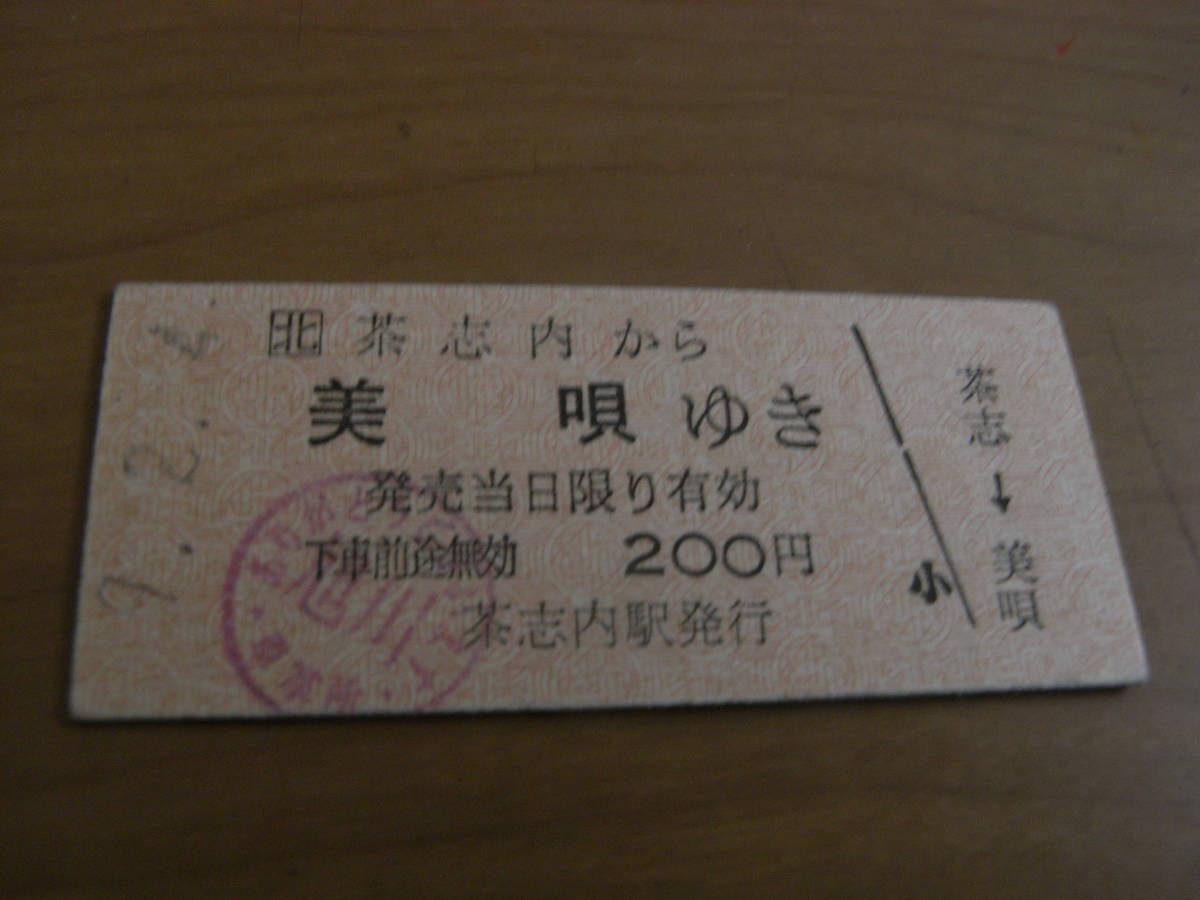 北 茶志内から
美唄ゆき
発売当日限り有効
下車前途無効 200円
茶志内駅発行
小
茶志→美唄